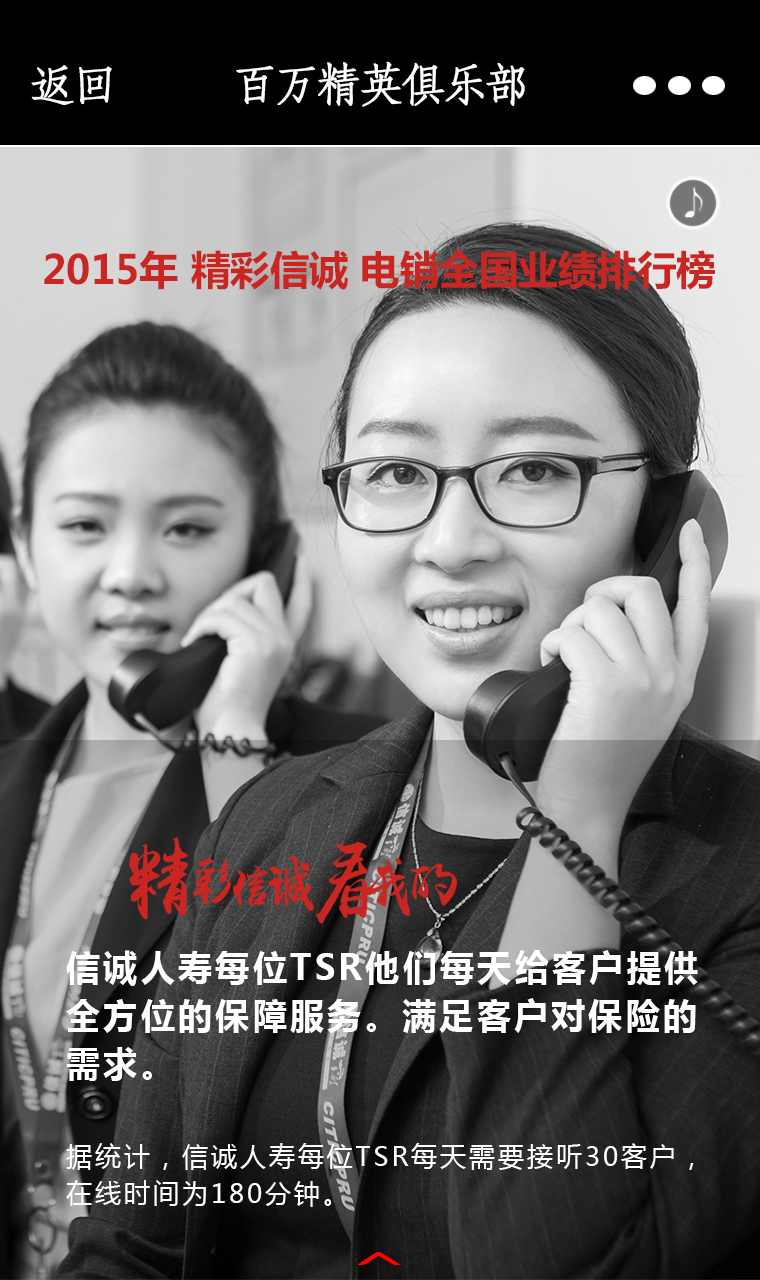 返回 百万精英俱乐部
2015年 精彩信诚 电销全国业绩排行榜
精彩信诚 看我的
信诚人寿每位TSR他们每天给客户提供
全方位的保障服务。满足客户对保险的
需求。
据统计，信诚人寿每位TSR每天需要接听30客户，
在线时间为180分钟。
CITICPRU
CITICPRU
CITICPRU